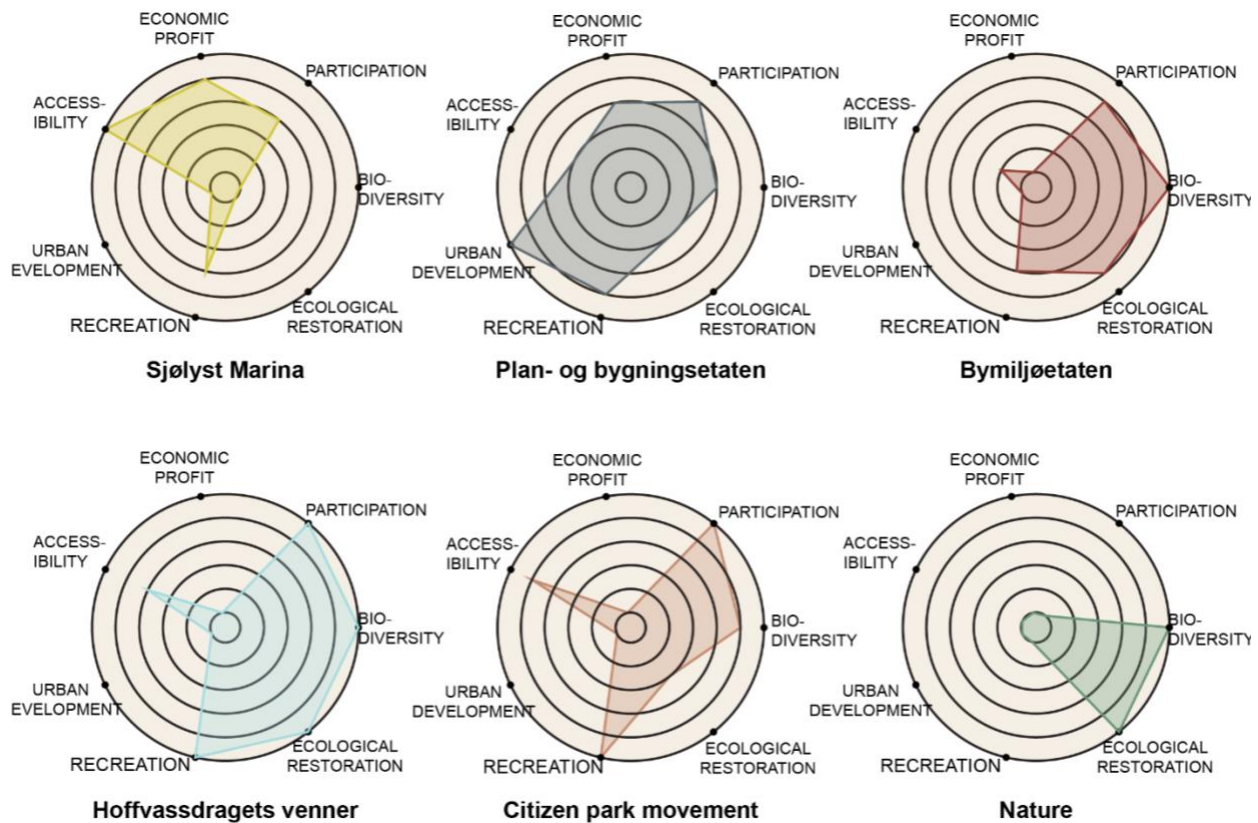 ECONOMIC
PROFIT
PARTICIPATION
ACCESS-
IBILITY
BIO-
DIVERSITY
URBAN
EVELOPMENT
ECOLOGICAL
RESTORATION
RECREATION
Sjølyst Marina
ECONOMIC
PROFIT
PARTICIPATION
ACCESS-
IBILITY
BIO-
DIVERSITY
URBAN
DEVELOPMENT
ECOLOGICAL
RESTORATION
RECREATION
Plan- og bygningsetaten
ECONOMIC
PROFIT
PARTICIPATION
ACCESS-
IBILITY
BIO-
DIVERSITY
URBAN
DEVELOPMENT
ECOLOGICAL
RESTORATION
RECREATION
Bymiljøetaten
ECONOMIC
PROFIT
PARTICIPATION
ACCESS-
IBILITY
BIO-
DIVERSITY
URBAN
EVELOPMENT
ECOLOGICAL
RESTORATION
RECREATION
Hoffvassdragets venner
ECONOMIC
PROFIT
PARTICIPATION
ACCESS-
IBILITY
BIO-
DIVERSITY
URBAN
DEVELOPMENT
ECOLOGICAL
RESTORATION
RECREATION
Citizen park movement
ECONOMIC
PROFIT
PARTICIPATION
ACCESS-
IBILITY
BIO-
DIVERSITY
URBAN
DEVELOPMENT
ECOLOGICAL
RESTORATION
RECREATION
Nature